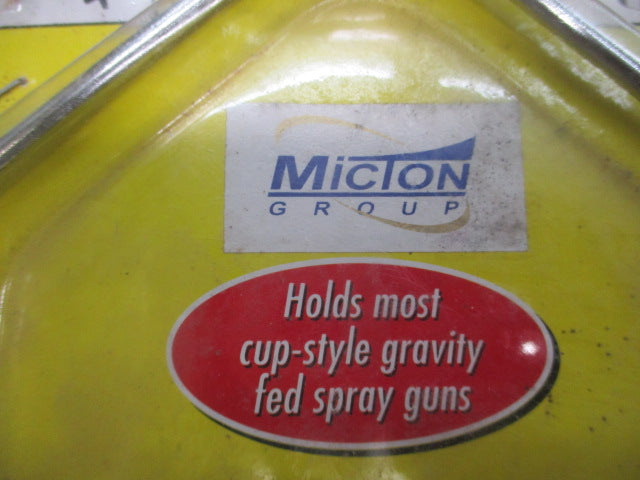 MICTON
GROUP
Holds most
cup-style gravity
fed spray guns